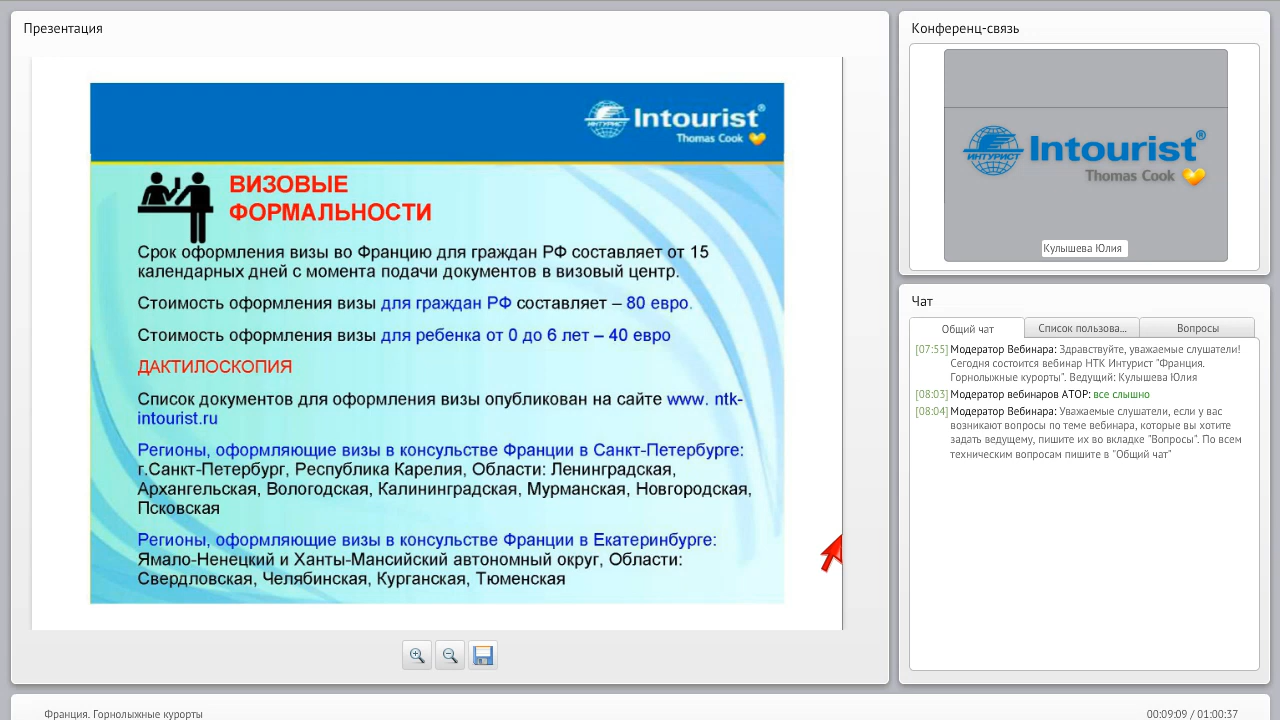 Презентация
ИНТУРИСТ Intourist®
Thomas Cook
ВИЗОВЫЕ
ФОРМАЛЬНОСТИ
Срок оформления визы во Францию для граждан РФ составляет от 15
календарных дней с момента подачи документов в визовый центр.
Стоимость оформления визы для граждан РФ составляет – 80 евро.
Стоимость оформления визы для ребенка от 0 до 6 лет – 40 евро
ДАКТИЛОСКОПИЯ
Список документов для оформления визы опубликован на сайте www. ntk-
intourist.ru
Регионы, оформляющие визы в консульстве Франции в Санкт-Петербурге:
г.Санкт-Петербург, Республика Карелия, Области: Ленинградская,
Архангельская, Вологодская, Калининградская, Мурманская, Новгородская,
Псковская
Регионы, оформляющие визы в консульстве Франции в Екатеринбурге:
Ямало-Ненецкий и Ханты-Мансийский автономный округ, Области:
Свердловская, Челябинская, Курганская, Тюменская
Конференц-связь
ИНТУРИСТ Intourist®
Thomas Cook
Кулышева Юлия
Чат
Общий чат Список пользова... Вопросы
[07:55] Модератор Вебинара: Здравствуйте, уважаемые слушатели!
Сегодня состоится вебинар НТК Интурист "Франция.
Горнолыжные курорты". Ведущий: Кулышева Юлия
[08:03] Модератор вебинаров АТОР: все слышно
[08:04] Модератор Вебинара: Уважаемые слушатели, если у вас
возникают вопросы по теме вебинара, которые вы хотите
задать ведущему, пишите их во вкладке "Вопросы". По всем
техническим вопросам пишите в "Общий чат"
Франция. Горнолыжные курорты
00:09:09 / 01:00:37